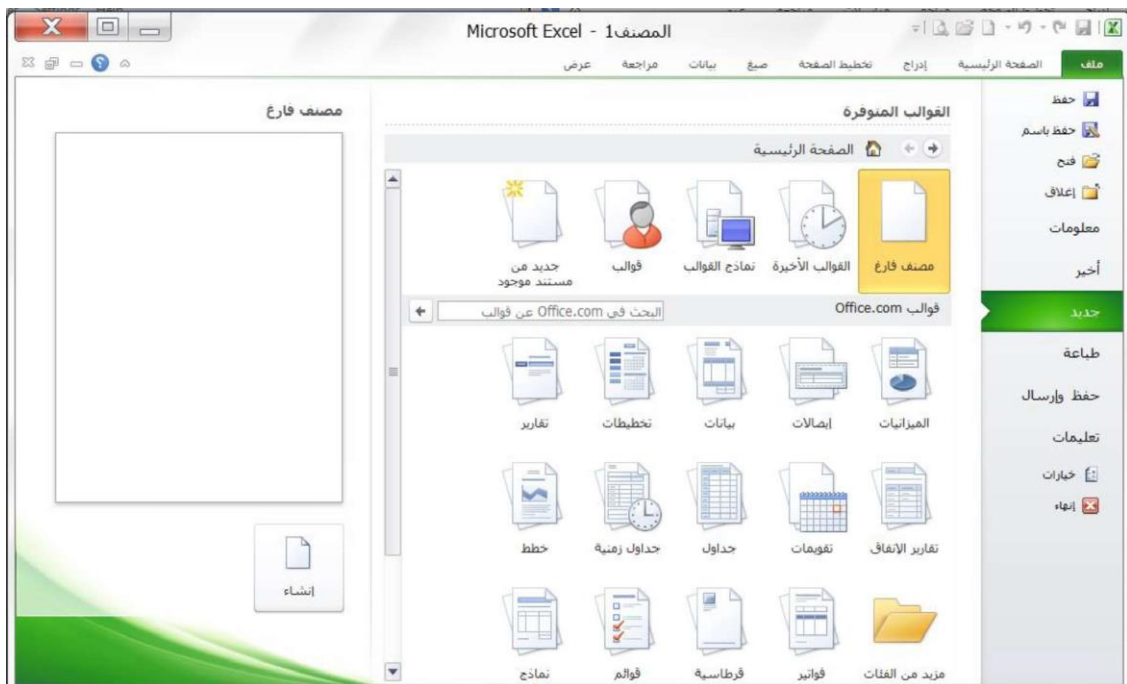 المصنف1 - Microsoft Excel
ملف
الصفحة الرئيسية
إدراج
تخطيط الصفحة
صيغ
بيانات
مراجعة
عرض
حفظ
حفظ باسم
فتح
إغلاق
معلومات
أخير
جديد
طباعة
حفظ وإرسال
تعليمات
خيارات
إنهاء
القوالب المتوفرة
الصفحة الرئيسية
مصنف فارغ
القوالب الأخيرة
نماذج القوالب
قوالب
جديد من
مستند موجود
قوالب Office.com
البحث في Office.com عن قوالب
الميزانيات
إيصالات
بيانات
تخطيطات
تقارير
تقارير الإنفاق
تقويمات
جداول
جداول زمنية
خطط
مزيد من الفئات
فواتير
قرطاسية
قوائم
نماذج
مصنف فارغ
إنشاء